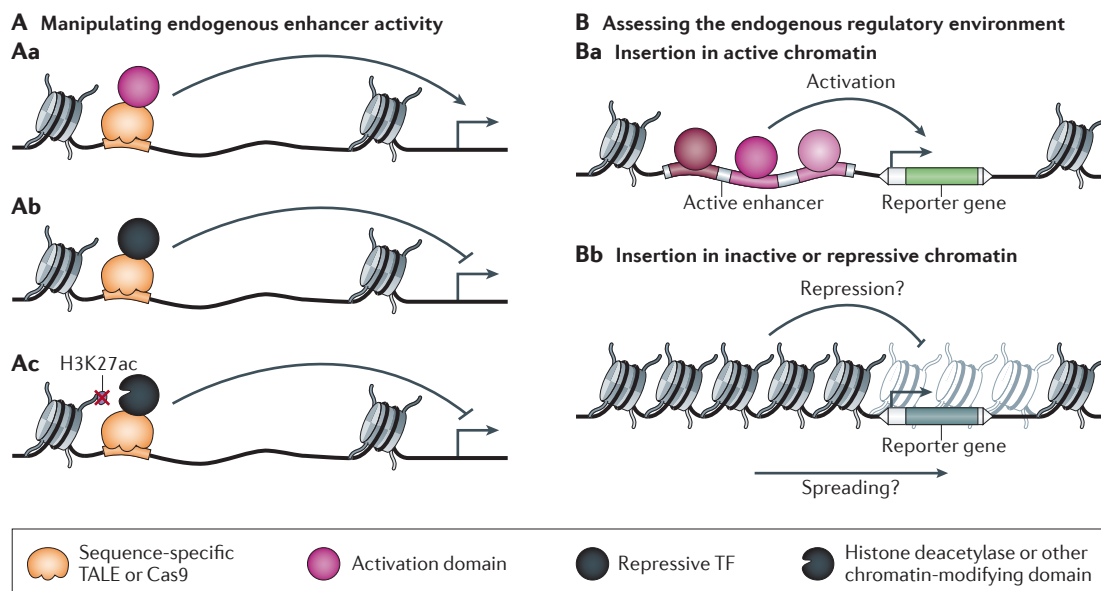 A Manipulating endogenous enhancer activity
Aa
Ab
Ac
H3K27ac
B Assessing the endogenous regulatory environment
Ba Insertion in active chromatin
Activation
Active enhancer
Reporter gene
Bb Insertion in inactive or repressive chromatin
Repression?
Reporter gene
Spreading?
Sequence-specific
TALE or Cas9
Activation domain
Repressive TF
Histone deacetylase or other
chromatin-modifying domain